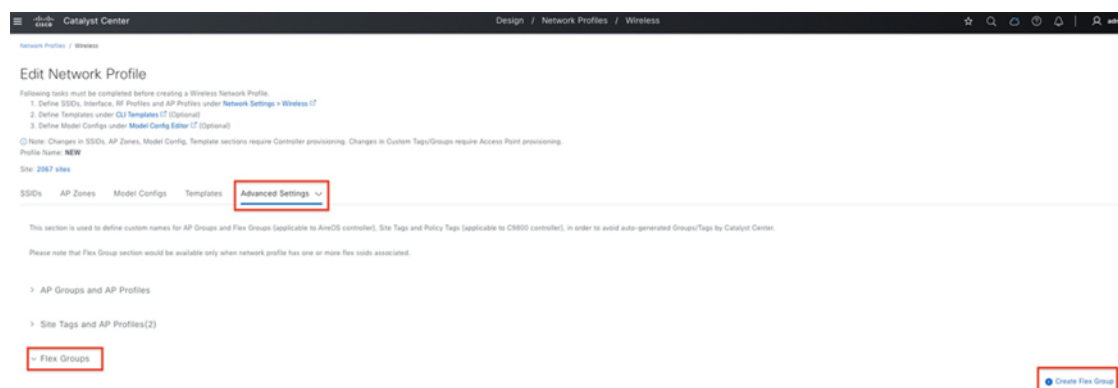 CISCO Catalyst Center
Design / Network Profiles / Wireless
adm
Network Profiles / Wireless
Edit Network Profile
Following tasks must be completed before creating a Wireless Network Profile.
1. Define SSIDs, Interface, RF Profiles and AP Profiles under Network Settings > Wireless
2. Define Templates under CLI Templates (Optional)
3. Define Model Configs under Model Config Editor (Optional)
Note: Changes in SSIDs, AP Zones, Model Config, Template sections require Controller provisioning. Changes in Custom Tags/Groups require Access Point provisioning.
Profile Name: NEW
Site: 2067 sites
SSIDs AP Zones Model Configs Templates Advanced Settings
This section is used to define custom names for AP Groups and Flex Groups (applicable to AireOS controller), Site Tags and Policy Tags (applicable to C9800 controller), in order to avoid auto-generated Groups/Tags by Catalyst Center.
Please note that Flex Group section would be available only when network profile has one or more flex ssids associated.
AP Groups and AP Profiles
Site Tags and AP Profiles(2)
Flex Groups
Create Flex Group